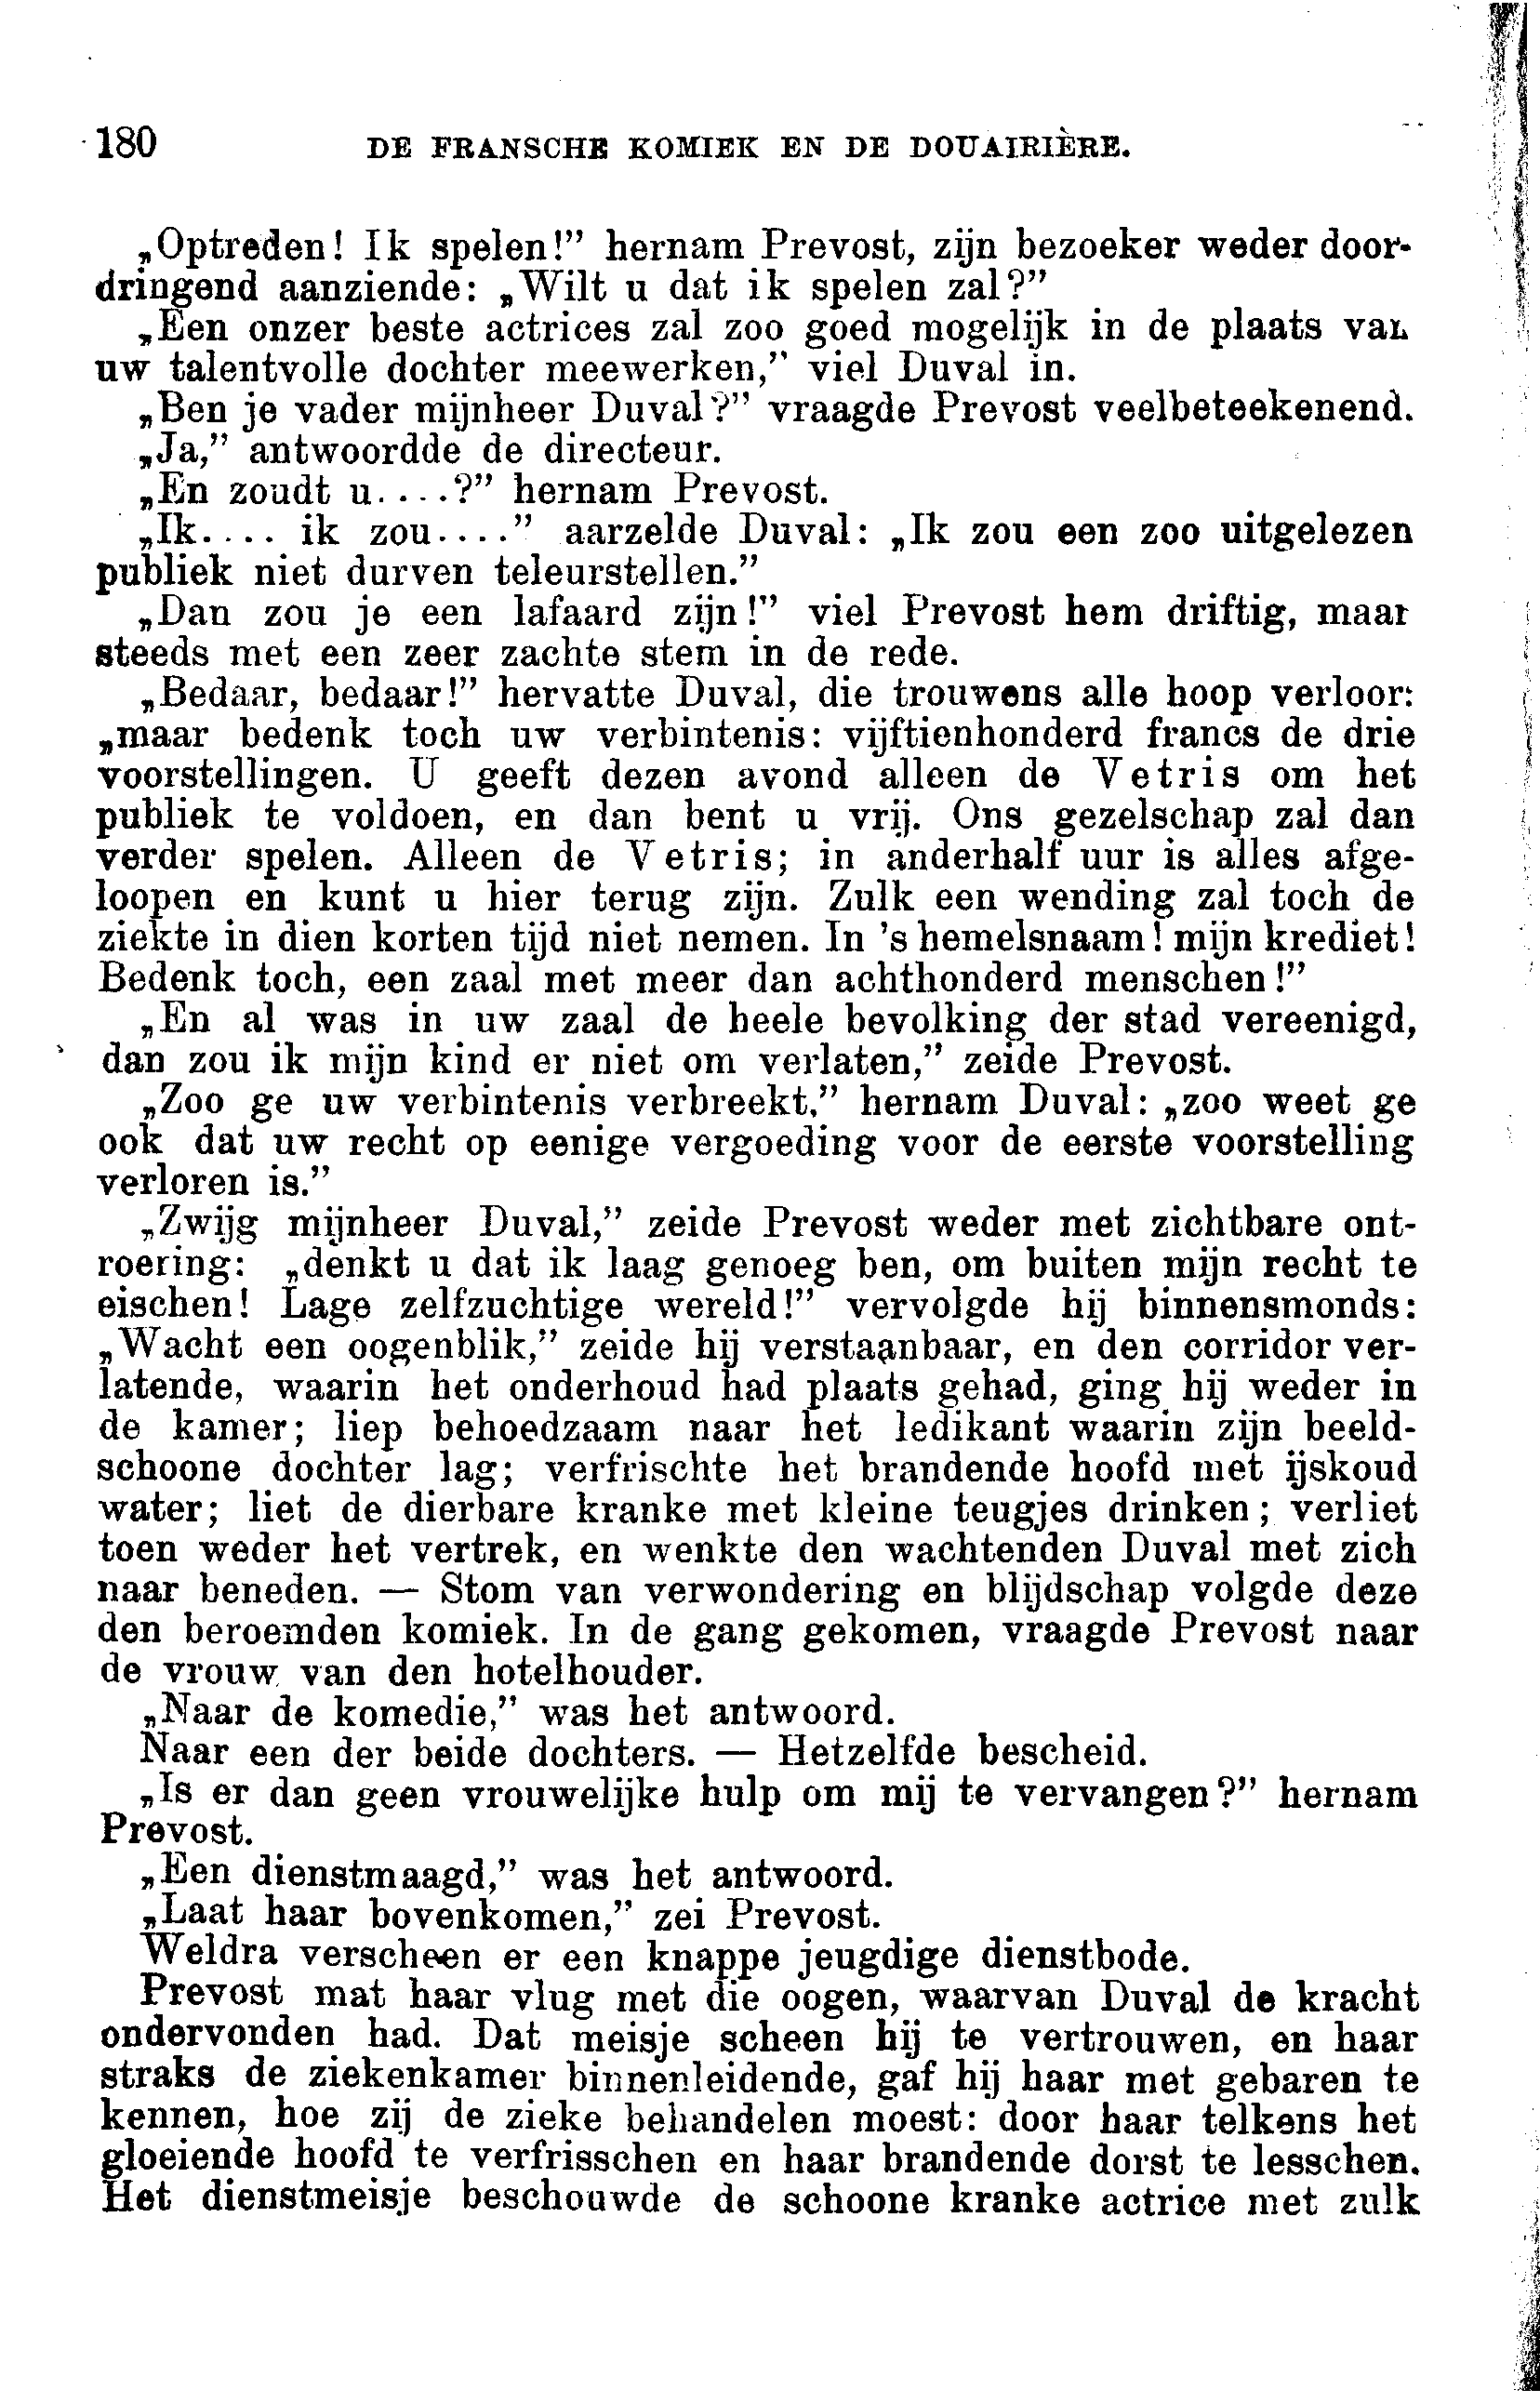 180 DE FRANSCHE KOMIEK EN DE DOUAIRIÈRE.
„Optreden! Ik spelen!” hernam Prevost, zijn bezoeker weder door-
dringend aanziende: „Wilt u dat ik spelen zal?”
„Een onzer beste actrices zal zoo goed mogelijk in de plaats van
uw talentvolle dochter meewerken,” viel Duval in.
„Ben je vader mijnheer Duval?” vraagde Prevost veelbeteekenend.
„Ja,” antwoordde de directeur.
„En zoudt u....?” hernam Prevost.
„Ik.... ik zou....” aarzelde Duval: „Ik zou een zoo uitgelezen
publiek niet durven teleurstellen.”
„Dan zou je een lafaard zijn!” viel Prevost hem driftig, maar
steeds met een zeer zachte stem in de rede.
„Bedaar, bedaar!” hervatte Duval, die trouwens alle hoop verloor:
„maar bedenk toch uw verbintenis: vijftienhonderd francs de drie
voorstellingen. U geeft dezen avond alleen de Vetris om het
publiek te voldoen, en dan bent u vrij. Ons gezelschap zal dan
verder spelen. Alleen de Vetris; in anderhalf uur is alles afge-
loopen en kunt u hier terug zijn. Zulk een wending zal toch de
ziekte in dien korten tijd niet nemen. In 's hemelsnaam! mijn krediet!
Bedenk toch, een zaal met meer dan achthonderd menschen!”
„En al was in uw zaal de heele bevolking der stad vereenigd,
dan zou ik mijn kind er niet om verlaten,” zeide Prevost.
„Zoo ge uw verbintenis verbreekt,” hernam Duval: „zoo weet ge
ook dat uw recht op eenige vergoeding voor de eerste voorstelling
verloren is.”
„Zwijg mijnheer Duval,” zeide Prevost weder met zichtbare ont-
roering: „denkt u dat ik laag genoeg ben, om buiten mijn recht te
eischen! Lage zelfzuchtige wereld!” vervolgde hij binnensmonds:
„Wacht een oogenblik,” zeide hij verstaanbaar, en den corridor ver-
latende, waarin het onderhoud had plaats gehad, ging hij weder in
de kamer; liep behoedzaam naar het ledikant waarin zijn beeld-
schoone dochter lag; verfrischte het brandende hoofd met ijskoud
water; liet de dierbare kranke met kleine teugjes drinken; verliet
toen weder het vertrek, en wenkte den wachtenden Duval met zich
naar beneden. — Stom van verwondering en blijdschap volgde deze
den beroemden komiek. In de gang gekomen, vraagde Prevost naar
de vrouw van den hotelhouder.
„Naar de komedie,” was het antwoord.
Naar een der beide dochters. — Hetzelfde bescheid.
„Is er dan geen vrouwelijke hulp om mij te vervangen?” hernam
Prevost.
„Een dienstmaagd,” was het antwoord.
„Laat haar bovenkomen,” zei Prevost.
Weldra verscheen er een knappe jeugdige dienstbode.
Prevost mat haar vlug met die oogen, waarvan Duval de kracht
ondervonden had. Dat meisje scheen hij te vertrouwen, en haar
straks de ziekenkamer binnenleidende, gaf hij haar met gebaren te
kennen, hoe zij de zieke behandelen moest: door haar telkens het
gloeiende hoofd te verfrisschen en haar brandende dorst te lesschen.
Het dienstmeisje beschouwde de schoone kranke actrice met zulk